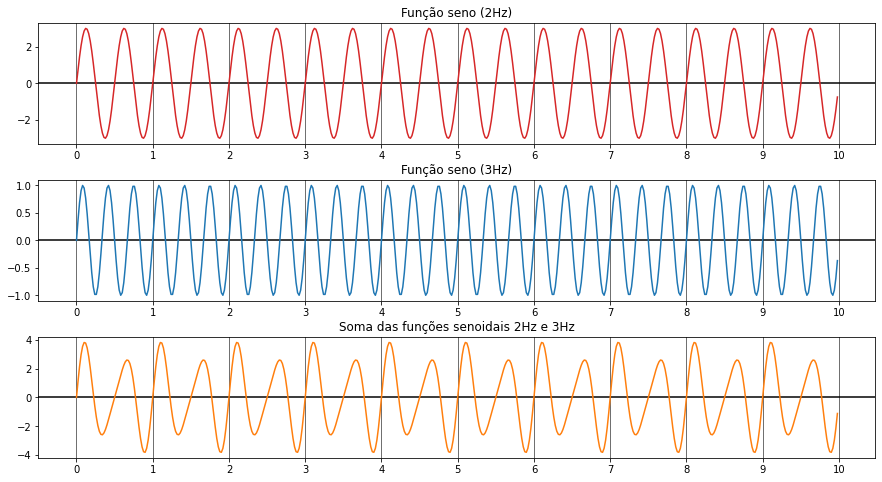 Função seno (2Hz)
2
0
−2
0 1 2 3 4 5 6 7 8 9 10
Função seno (3Hz)
1.0
0.5
0.0
−0.5
−1.0
0 1 2 3 4 5 6 7 8 9 10
Soma das funções senoidais 2Hz e 3Hz
4
2
0
−2
−4
0 1 2 3 4 5 6 7 8 9 10